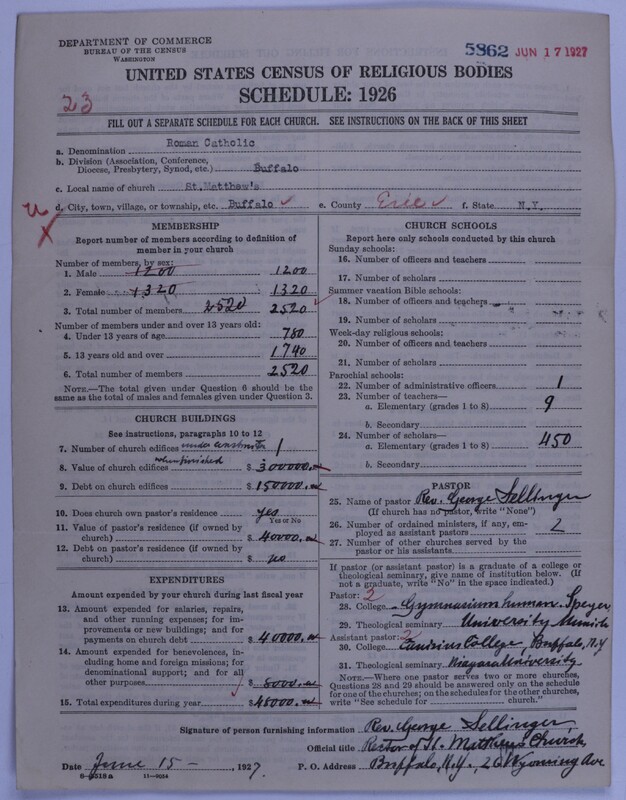 DEPARTMENT OF COMMERCE
BUREAU OF THE CENSUS
WASHINGTON
5862 JUN 17 1927
UNITED STATES CENSUS OF RELIGIOUS BODIES
SCHEDULE: 1926
23
FILL OUT A SEPARATE SCHEDULE FOR EACH CHURCH. SEE INSTRUCTIONS ON THE BACK OF THIS SHEET
a. Denomination Roman Catholic
b. Division (Association, Conference,
Diocese, Presbytery, Synod, etc.) Buffalo
c. Local name of church St.Matthew's
d. City, town, village, or township, etc. Buffalo e. County Erie f. State N.Y.
MEMBERSHIP
Report number of members according to definition of
member in your church
Number of members, by sex:
1. Male 1200 1200
2. Female 1320 1320
3. Total number of members 2520 2520
Number of members under and over 13 years old:
4. Under 13 years of age 780
5. 13 years old and over 1740
6. Total number of members 2520
NOTE.—The total given under Question 6 should be
same as the total of males and females given under Question 3.
CHURCH BUILDINGS
See instructions, paragraphs 10 to 12
7. Number of church edifices under construction 1
when finished
8. Value of church edifices $ 300000.00
9. Debt on church edifices $ 150000.00
10. Does church own pastor's residence? yes
Yes or No
11. Value of pastor's residence (if owned by
church) $ 40000.00
12. Debt on pastor's residence (if owned by
church) $ no
EXPENDITURES
Amount expended by your church during last fiscal year
13. Amount expended for salaries, repairs,
and other running expenses; for im-
provements or new buildings; and for
payments on church debt $ 40000.00
14. Amount expended for benevolences, in-
cluding home and foreign missions; for
denominational support; and for all
other purposes $ 8000.00
15. Total expenditures during year $ 48000.00
CHURCH SCHOOLS
Report here only schools conducted by this church
Sunday schools:
16. Number of officers and teachers
17. Number of scholars
Summer vacation Bible schools:
18. Number of officers and teachers
19. Number of scholars
Week-day religious schools:
20. Number of officers and teachers
21. Number of scholars
Parochial schools:
22. Number of administrative officers 1
23. Number of teachers—
a. Elementary (grades 1 to 8) 9
b. Secondary
24. Number of scholars—
a. Elementary (grades 1 to 8) 450
b. Secondary
PASTOR
25. Name of pastor Rev. George Sellinger
(If church has no pastor, write "None")
26. Number of ordained ministers, if any, em-
ployed as assistant pastors 2
27. Number of other churches served by the
pastor or his assistants
If pastor (or assistant pastor) is a graduate of a college or
theological seminary, give name of institution below. (If
not a graduate, write "No" in the space indicated.)
Pastor: 2
28. College Gymnasium human. Speyer
29. Theological seminary University Munich
Assistant pastor: 2
30. College Canisius College, Buffalo, N.Y
31. Theological seminary Niagara University
NOTE.—Where one pastor serves two or more churches,
Questions 28 and 29 should be answered only on the schedule
for one of the churches; on the schedules for the other churches,
write "See schedule for church."
Signature of person furnishing information Rev. George Sellinger,
Official title Rector of St. Matthews Church
Date June 15 — 1927. P. O. Address Buffalo, N.Y., 26 Wyoming Ave
8—5518a 11—9054